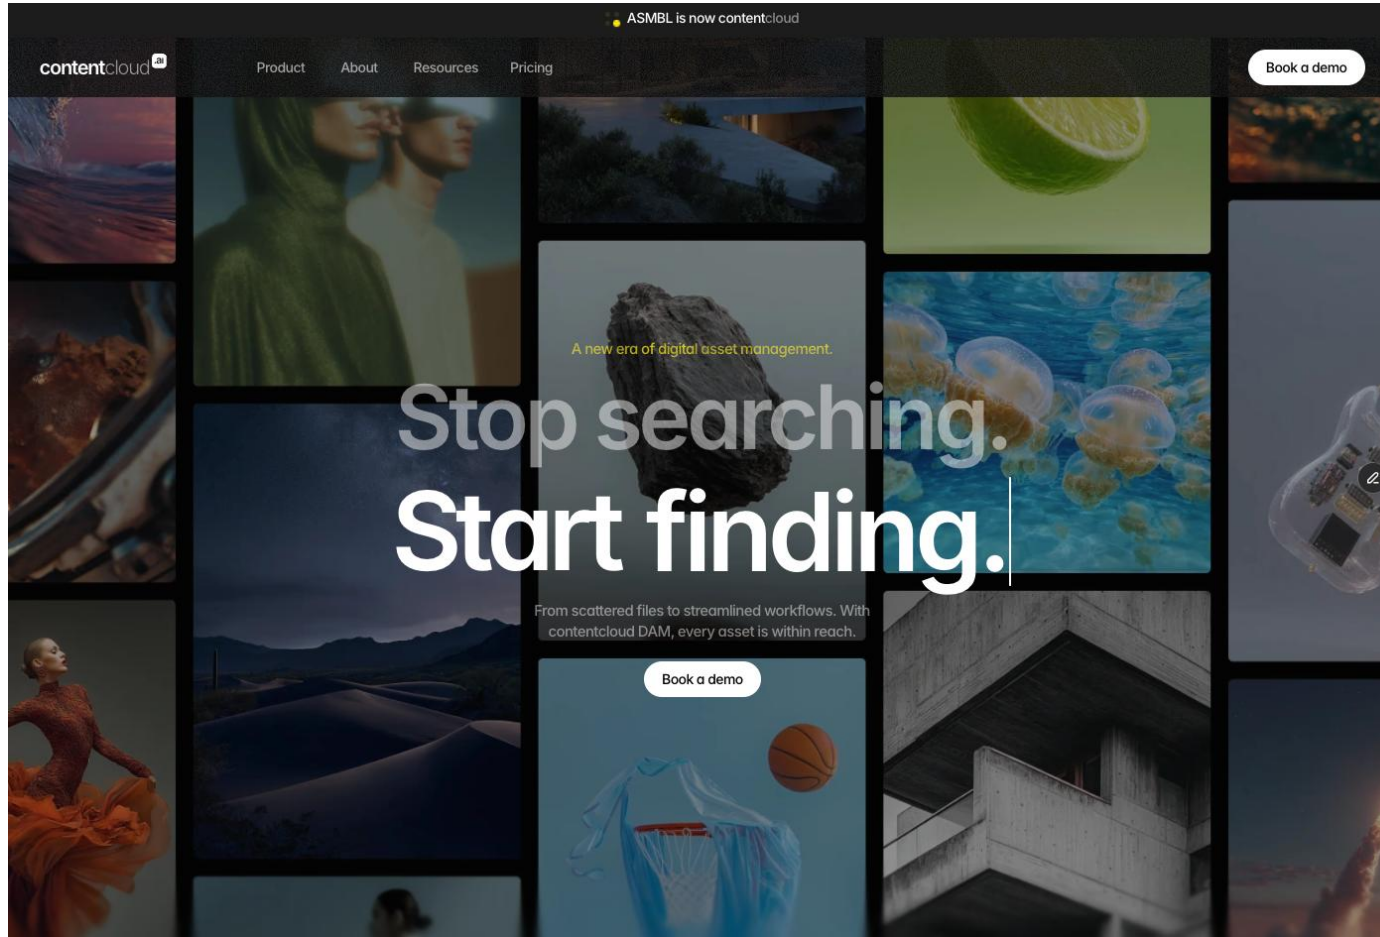 ASMBL is now contentcloud
contentcloud .ai
Product About Resources Pricing
Book a demo
A new era of digital asset management.
Stop searching.
Start finding.
From scattered files to streamlined workflows. With
contentcloud DAM, every asset is within reach.
Book a demo